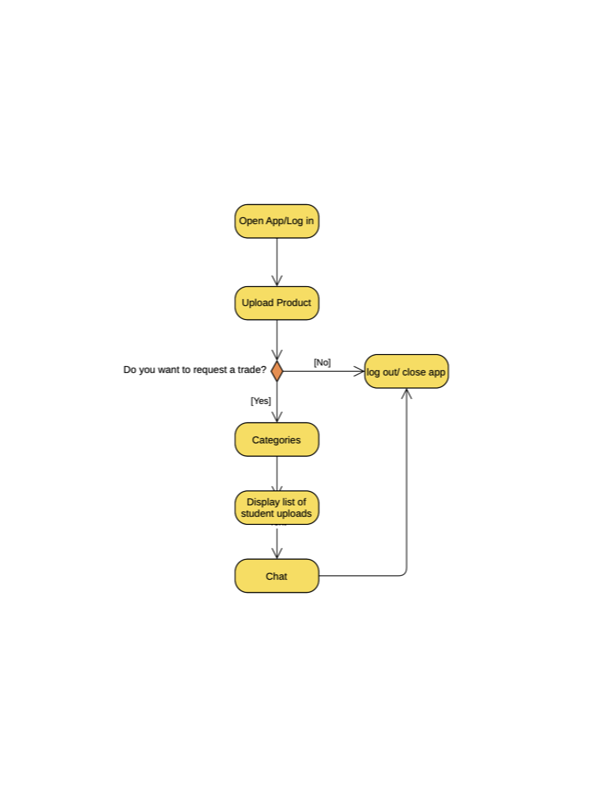 Open App/Log in
Upload Product
Do you want to request a trade?
[No]
log out/ close app
[Yes]
Categories
Display list of
student uploads
Chat